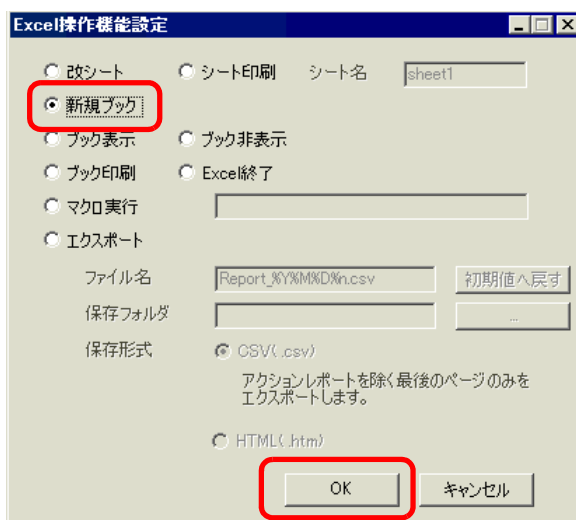 Excel操作機能設定
改シート シート印刷 シート名 sheet1
新規ブック
ブック表示 ブック非表示
ブック印刷 Excel終了
マクロ実行
エクスポート
ファイル名 Report_%Y%M%D%n.csv 初期値へ戻す
保存フォルダ ...
保存形式 CSV(.csv)
アクションレポートを除く最後のページのみを
エクスポートします。
HTML(.htm)
OK キャンセル